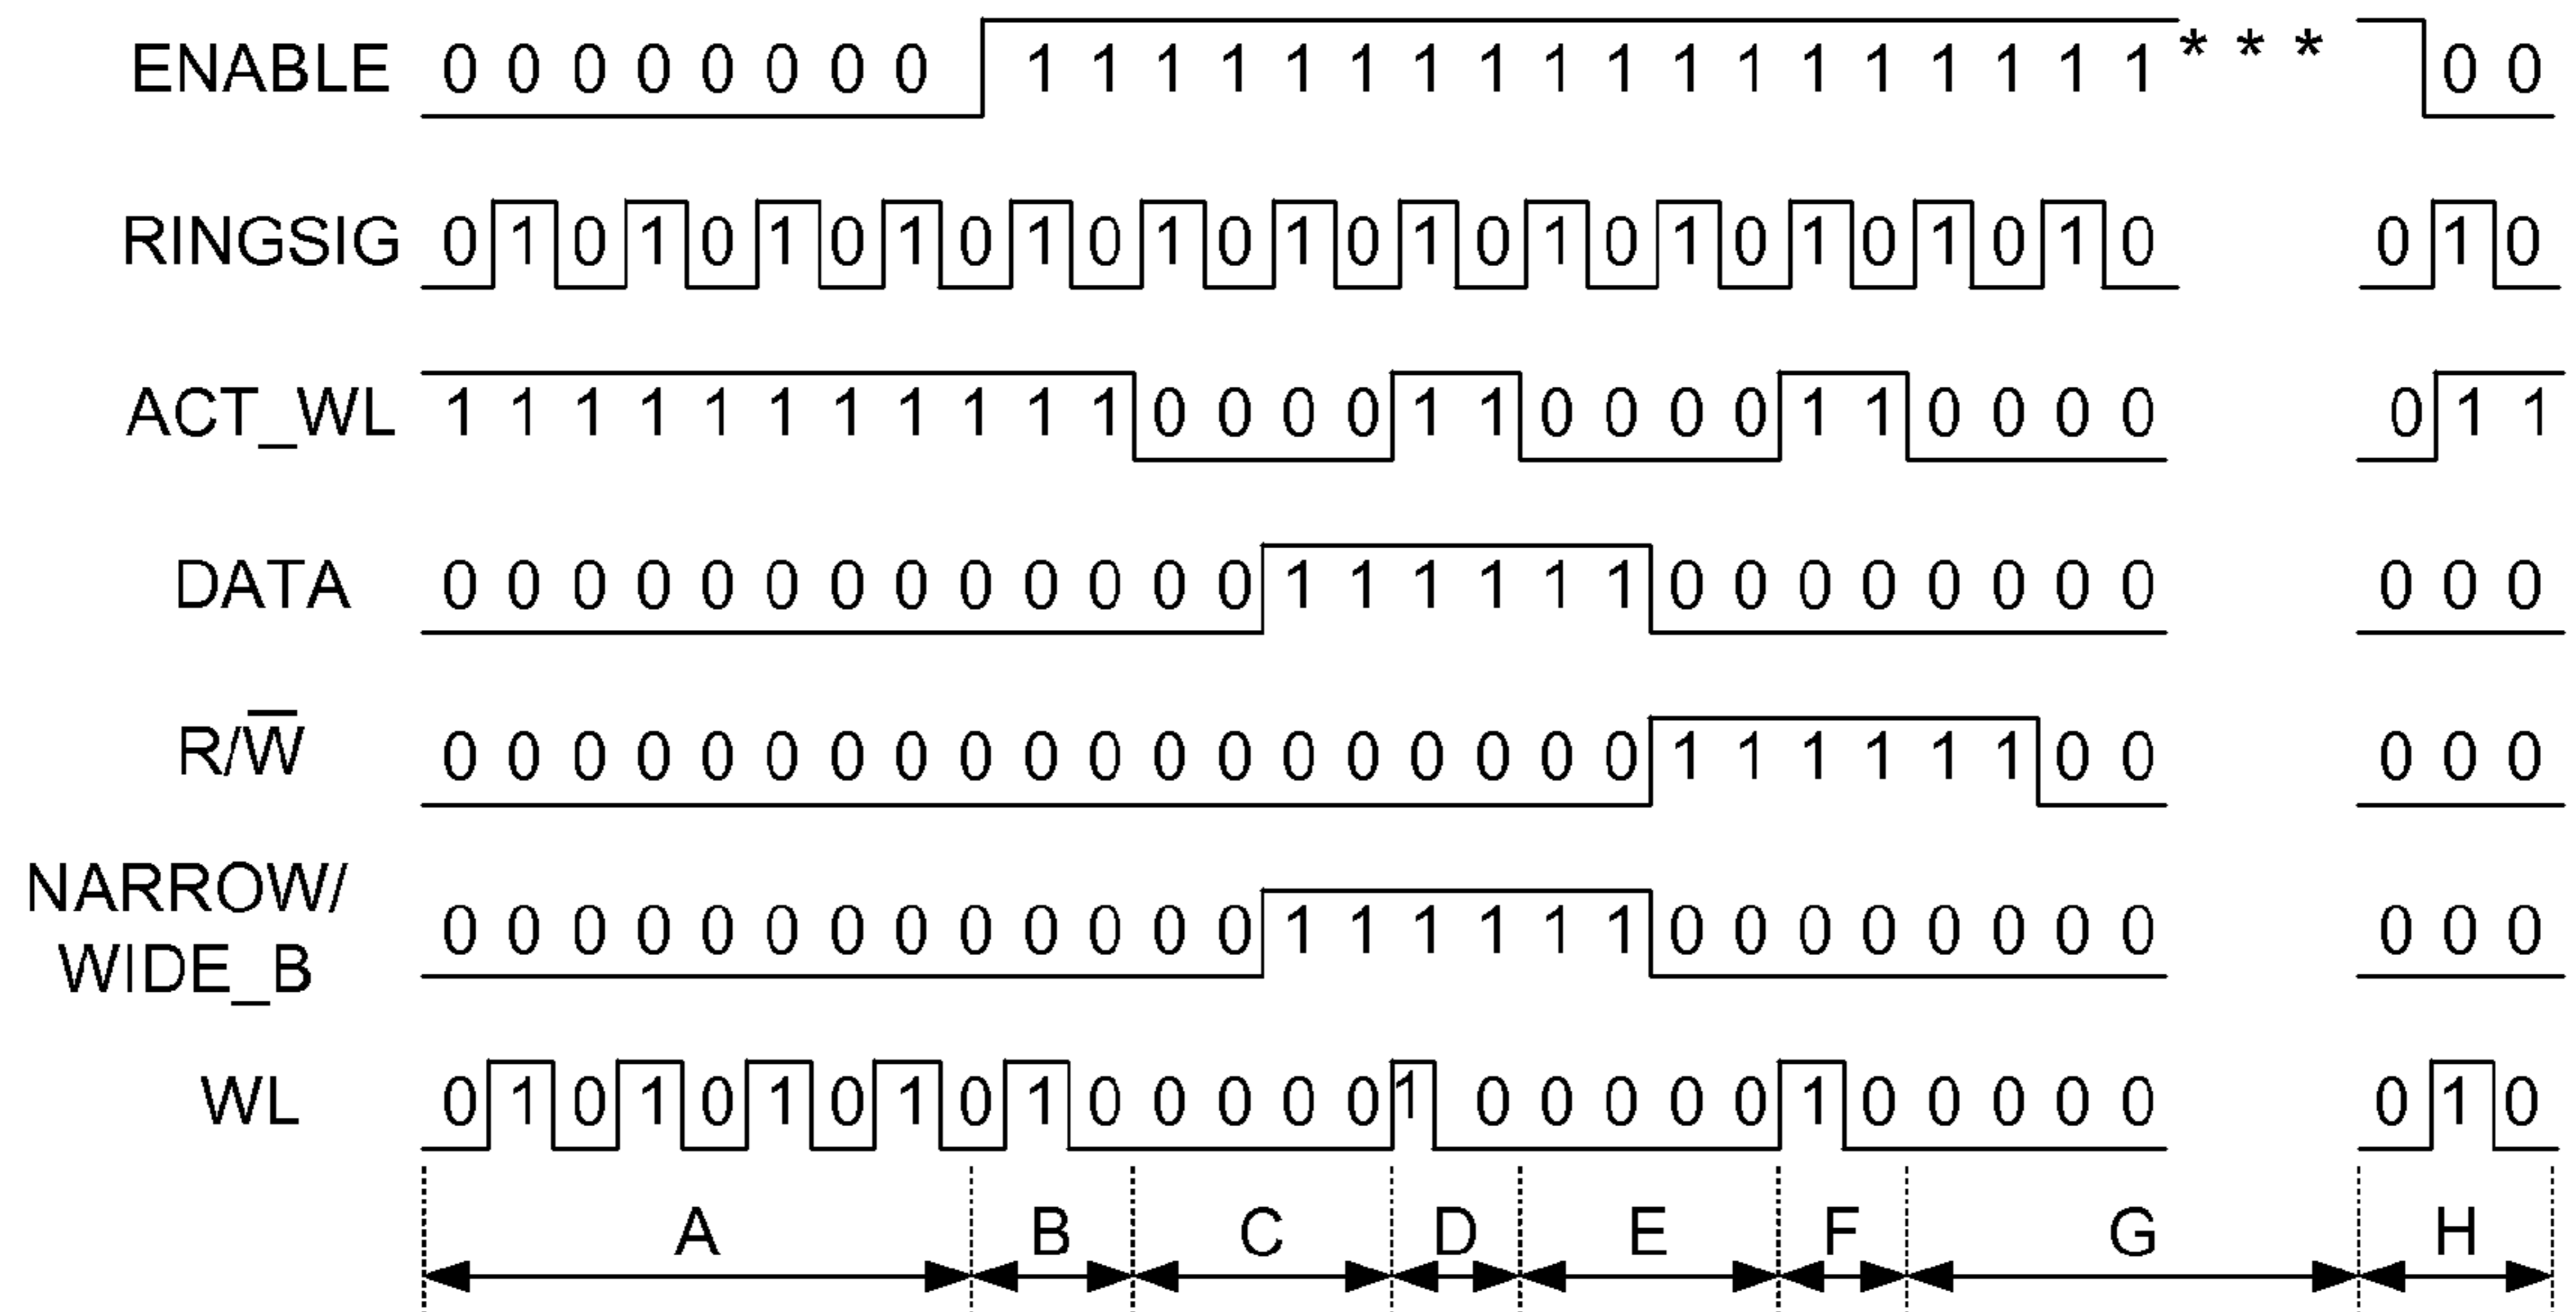 ENABLE 0 0 0 0 0 0 0 0 1 1 1 1 1 1 1 1 1 1 1 1 1 1 1 1 1 1 * * * 0 0
RINGSIG 0 1 0 1 0 1 0 1 0 1 0 1 0 1 0 1 0 1 0 1 0 1 0 1 0 1 0 0 1 0
ACT_WL 1 1 1 1 1 1 1 1 1 1 1 0 0 0 0 1 1 0 0 0 0 1 1 0 0 0 0 0 1 1
DATA 0 0 0 0 0 0 0 0 0 0 0 0 0 1 1 1 1 1 1 0 0 0 0 0 0 0 0 0 0 0
R/W̅ 0 0 0 0 0 0 0 0 0 0 0 0 0 0 0 0 0 0 0 1 1 1 1 1 1 0 0 0 0 0
NARROW/
WIDE_B 0 0 0 0 0 0 0 0 0 0 0 0 0 1 1 1 1 1 1 0 0 0 0 0 0 0 0 0 0 0
WL 0 1 0 1 0 1 0 1 0 1 0 0 0 0 0 1 0 0 0 0 0 1 0 0 0 0 0 0 1 0
A B C D E F G H